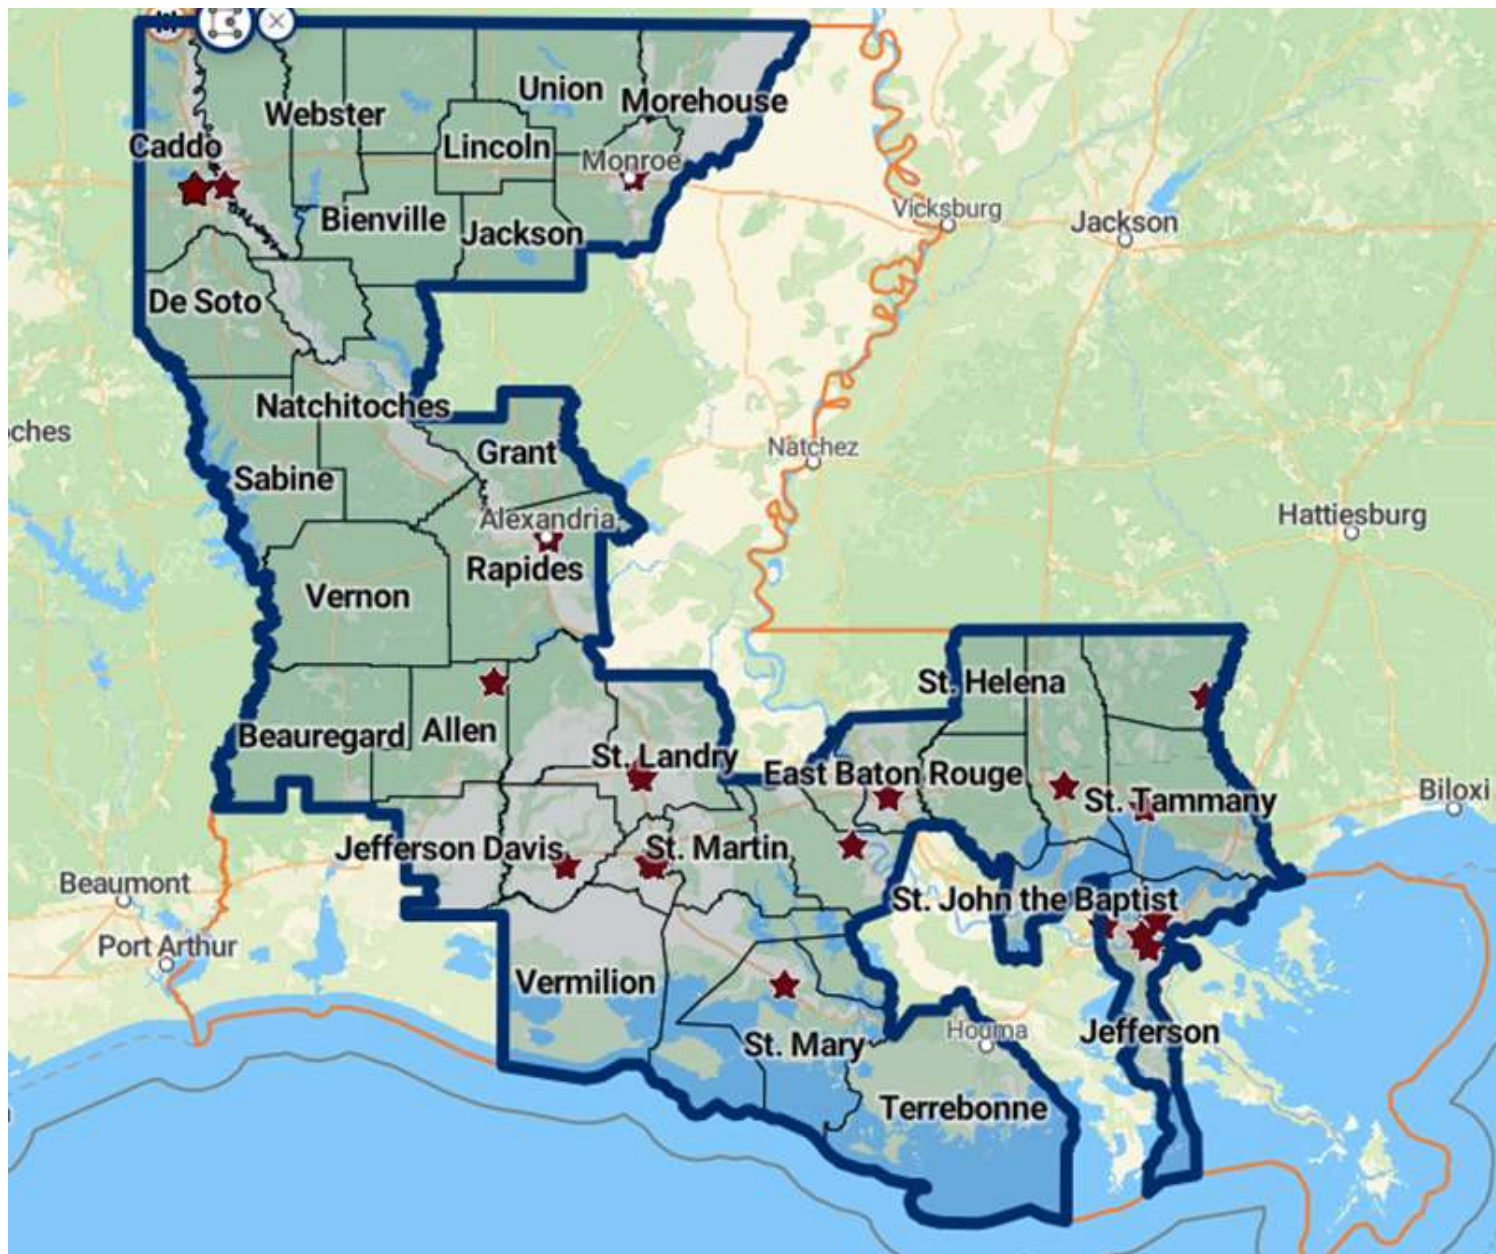 Union
Morehouse
Webster
Caddo
Lincoln
Monroe
Bienville
Jackson
Vicksburg
Jackson
De Soto
Natchitoches
ches
Grant
Natchez
Sabine
Alexandria
Hattiesburg
Rapides
Vernon
St. Helena
Beauregard
Allen
St. Landry
East Baton Rouge
St. Tammany
Biloxi
Jefferson Davis
St. Martin
Beaumont
St. John the Baptist
Port Arthur
Vermilion
Houma
Jefferson
St. Mary
Terrebonne